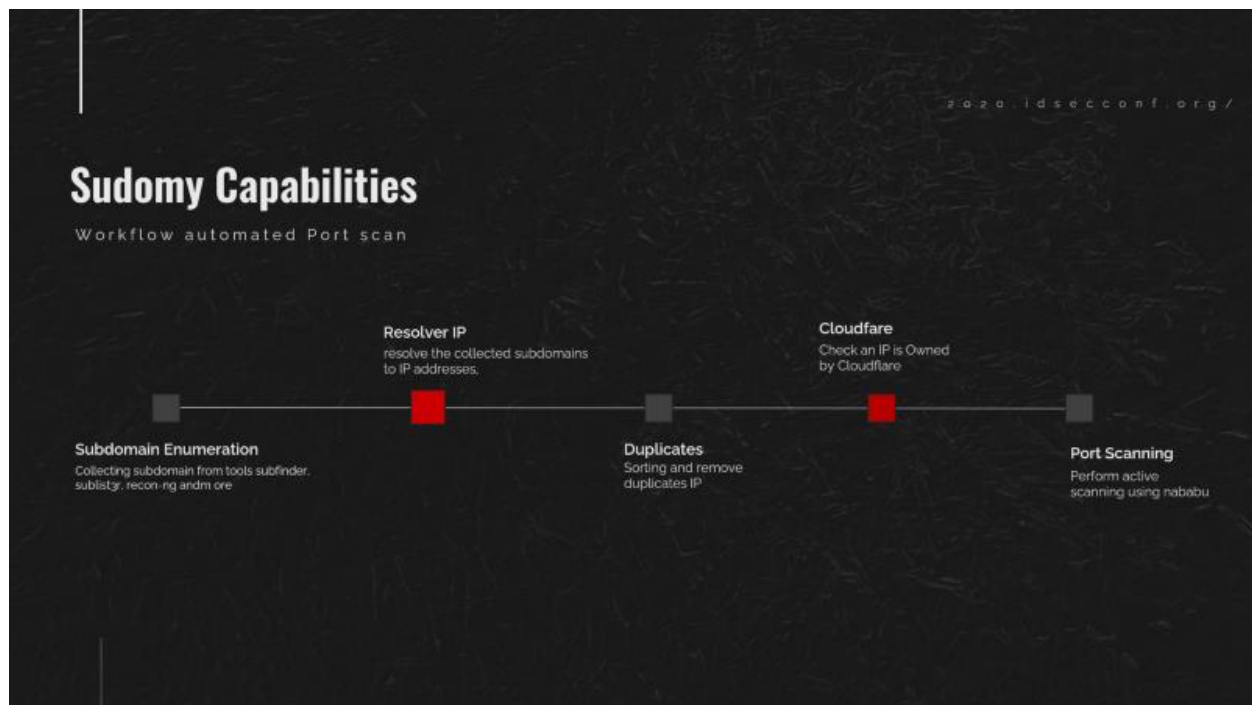 2020.idsecconf.org/
Sudomy Capabilities
Workflow automated Port scan
Resolver IP
resolve the collected subdomains
to IP addresses,
Cloudfare
Check an IP is Owned
by Cloudflare
Subdomain Enumeration
Collecting subdomain from tools subfinder,
sublist3r, recon-ng andm ore
Duplicates
Sorting and remove
duplicates IP
Port Scanning
Perform active
scanning using nababu